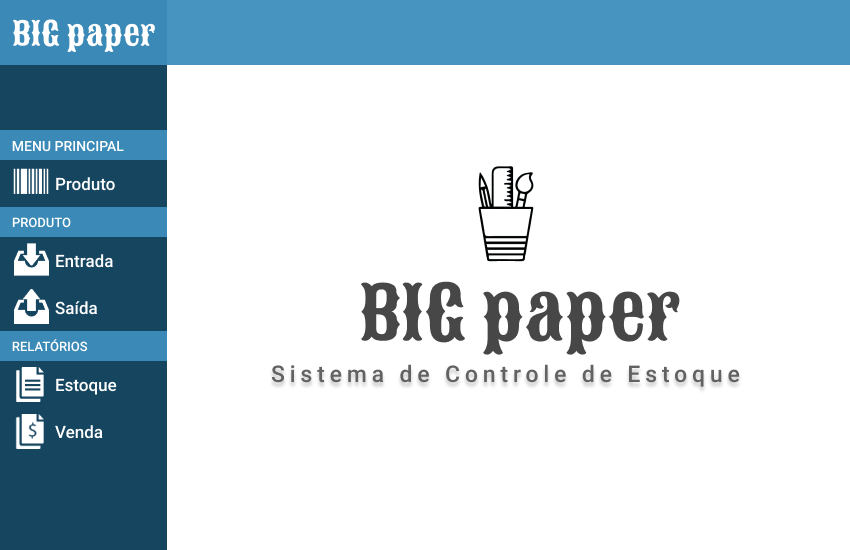 BIG paper
MENU PRINCIPAL
Produto
PRODUTO
Entrada
Saída
RELATÓRIOS
Estoque
$
Venda
BIG paper
Sistema de Controle de Estoque